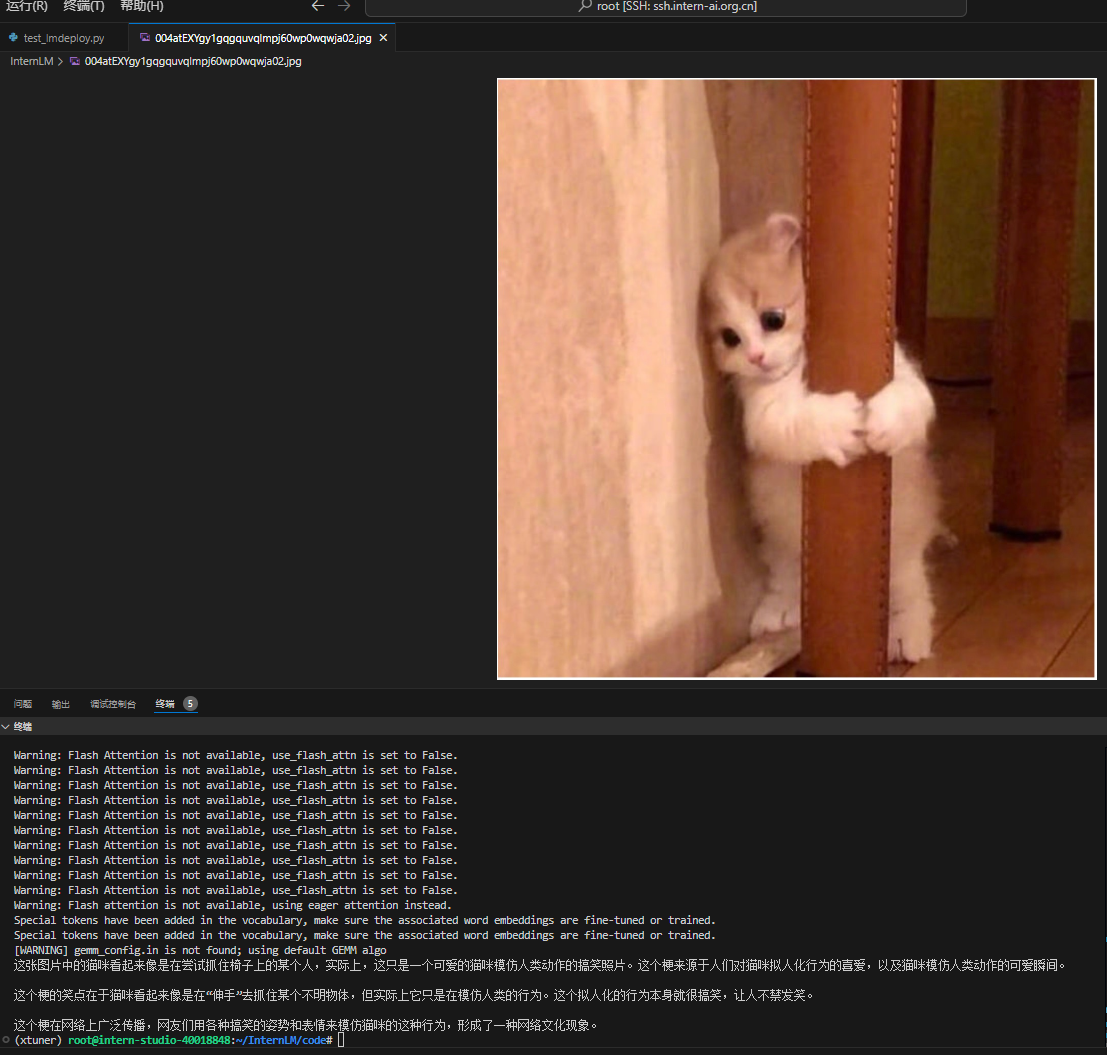 运行(R) 终端(T) 帮助(H) root [SSH: ssh.intern-ai.org.cn]
test_lmdeploy.py 004atEXYgy1gqgquvqlmpj60wp0wqwja02.jpg
InternLM > 004atEXYgy1gqgquvqlmpj60wp0wqwja02.jpg
问题 输出 调试控制台 终端 5
终端
Warning: Flash Attention is not available, use_flash_attn is set to False.
Warning: Flash Attention is not available, use_flash_attn is set to False.
Warning: Flash Attention is not available, use_flash_attn is set to False.
Warning: Flash Attention is not available, use_flash_attn is set to False.
Warning: Flash Attention is not available, use_flash_attn is set to False.
Warning: Flash Attention is not available, use_flash_attn is set to False.
Warning: Flash Attention is not available, use_flash_attn is set to False.
Warning: Flash Attention is not available, use_flash_attn is set to False.
Warning: Flash Attention is not available, use_flash_attn is set to False.
Warning: Flash Attention is not available, use_flash_attn is set to False.
Warning: Flash attention is not available, using eager attention instead.
Special tokens have been added in the vocabulary, make sure the associated word embeddings are fine-tuned or trained.
Special tokens have been added in the vocabulary, make sure the associated word embeddings are fine-tuned or trained.
[WARNING] gemm_config.in is not found; using default GEMM algo
这张图片中的猫咪看起来像是在尝试抓住椅子上的某个人，实际上，这只是一个可爱的猫咪模仿人类动作的搞笑照片。这个梗来源于人们对猫咪拟人化行为的喜爱，以及猫咪模仿人类动作的可爱瞬间。
这个梗的笑点在于猫咪看起来像是在“伸手”去抓住某个不明物体，但实际上它只是在模仿人类的行为。这个拟人化的行为本身就很搞笑，让人不禁发笑。
这个梗在网络上广泛传播，网友们用各种搞笑的姿势和表情来模仿猫咪的这种行为，形成了一种网络文化现象。
(xtuner) root@intern-studio-40018848:~/InternLM/code#